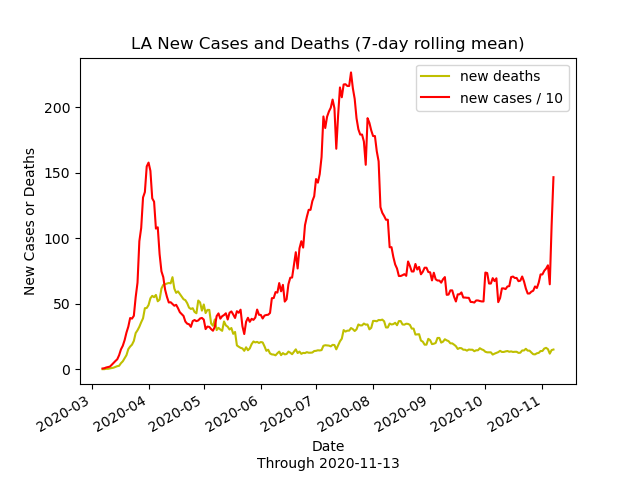 LA New Cases and Deaths (7-day rolling mean)
new deaths
new cases / 10
New Cases or Deaths
200
150
100
50
0
2020-03
2020-04
2020-05
2020-06
2020-07
2020-08
2020-09
2020-10
2020-11
Date
Through 2020-11-13